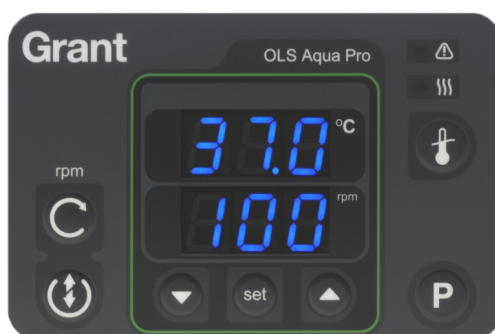 Grant
OLS Aqua Pro
37.0 °C
rpm
100 rpm
set
P